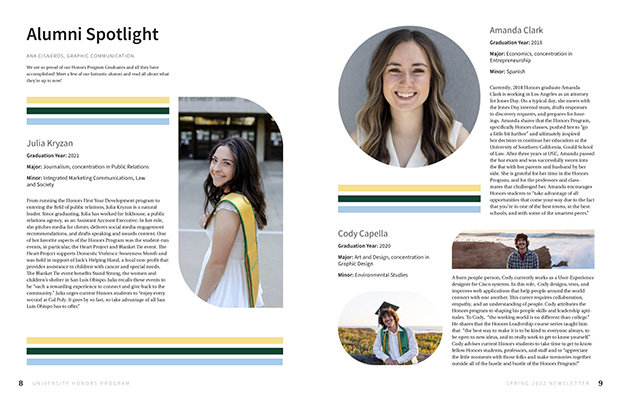 Alumni Spotlight
ANA CISNEROS, GRAPHIC COMMUNICATION
We are so proud of our Honors Program Graduates and all they have
accomplished! Meet a few of our fantastic alumni and read all about what
they're up to now!
Julia Kryzan
Graduation Year: 2021
Major: Journalism, concentration in Public Relations
Minor: Integrated Marketing Communications, Law
and Society
From running the Honors First Year Development program to
entering the field of public relations, Julia Kryzan is a natural
leader. Since graduating, Julia has worked for Inkhouse, a public
relations agency, as an Assistant Account Executive. In her role,
she pitches media for clients, delivers social media engagement
recommendations, and drafts speaking and awards content. One
of her favorite aspects of the Honors Program was the student-run
events, in particular, the Heart Project and Blanket Tie event. The
Heart Project supports Domestic Violence Awareness Month and
was held in support of Jack's Helping Hand, a local non-profit that
provides assistance to children with cancer and special needs.
The Blanket Tie event benefits Stand Strong, the women and
children's shelter in San Luis Obispo. Julia recalls these events to
be "such a rewarding experience to connect and give back to the
community." Julia urges current Honors students to "enjoy every
second at Cal Poly. It goes by so fast, so take advantage of all San
Luis Obispo has to offer."
8 UNIVERSITY HONORS PROGRAM
Amanda Clark
Graduation Year: 2018
Major: Economics, concentration in
Entrepreneurship
Minor: Spanish
Currently, 2018 Honors graduate Amanda
Clark is working in Los Angeles as an attorney
for Jones Day. On a typical day, she meets with
the Jones Day internal team, drafts responses
to discovery requests, and prepares for hear-
ings. Amanda shares that the Honors Program,
specifically Honors classes, pushed her to "go
a little bit further" and ultimately inspired
her decision to continue her education at the
University of Southern California, Gould School
of Law. After three years at USC, Amanda passed
the bar exam and was successfully sworn into
the Bar with her parents and husband by her
side. She is grateful for her time in the Honors
Program, and for the professors and class-
mates that challenged her. Amanda encourages
Honors students to "take advantage of all
opportunities that come your way due to the fact
that you're in one of the best towns, at the best
schools, and with some of the smartest peers."
Cody Capella
Graduation Year: 2020
Major: Art and Design, concentration in
Graphic Design
Minor: Environmental Studies
A born people-person, Cody currently works as a User Experience
designer for Cisco systems. In this role, Cody designs, tests, and
improves web applications that help people around the world
connect with one another. This career requires collaboration,
empathy, and an understanding of people. Cody attributes the
Honors program to shaping his people skills and leadership apti-
tudes. To Cody, "the working world is no different than college."
He shares that the Honors Leadership course series taught him
that "the best way to make it is to be kind to everyone always, to
be open to new ideas, and to really work to get to know yourself."
Cody advises current Honors students to take time to get to know
fellow Honors students, professors, and staff and to "appreciate
the little moments with those folks and make memories together
outside all of the hustle and bustle of the Honors Program!"
SPRING 2022 NEWSLETTER 9